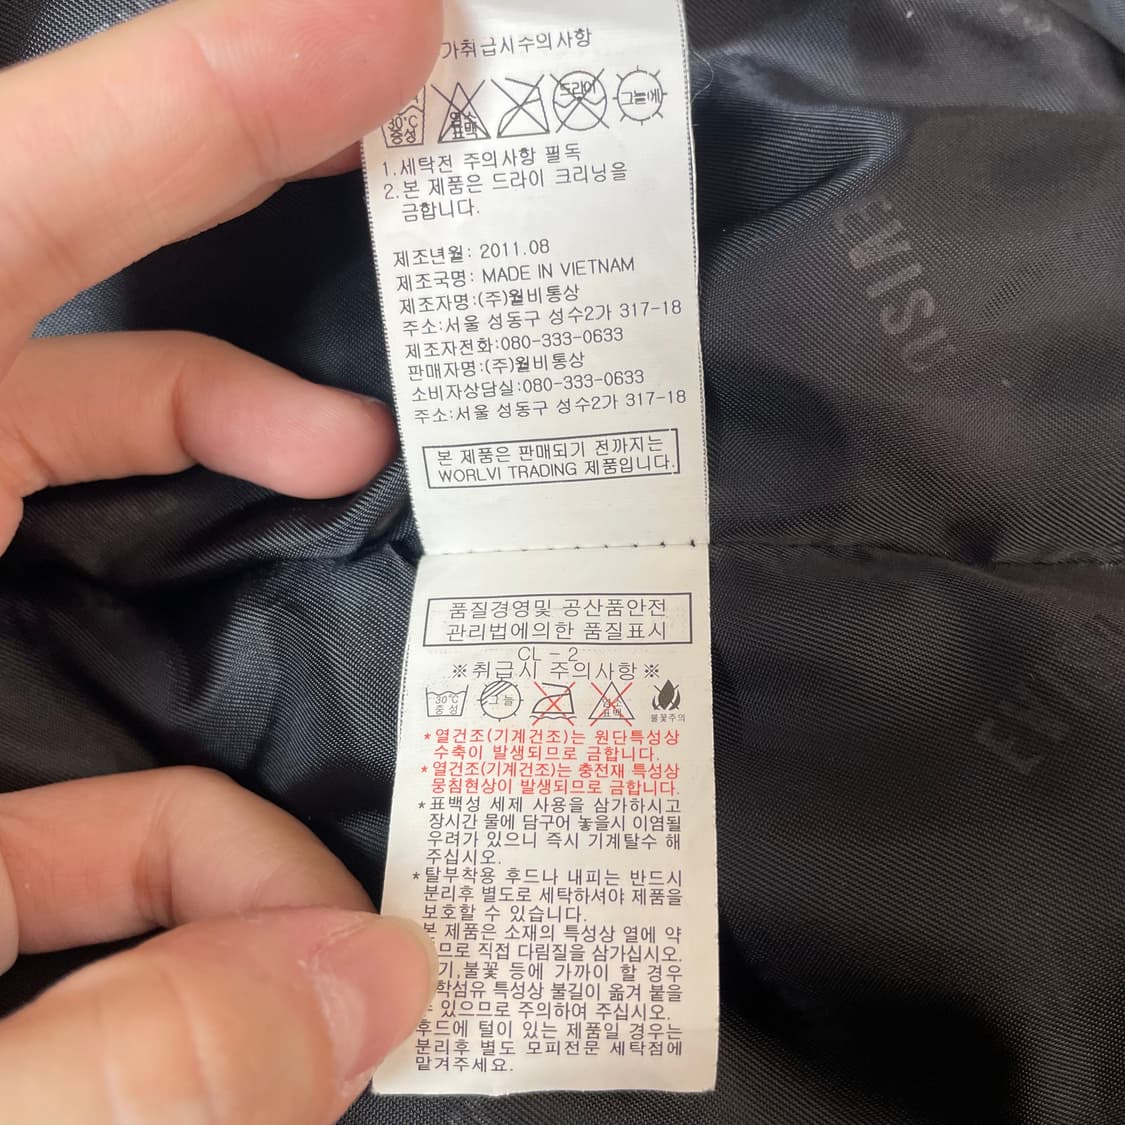 가취급시주의사항
30°C
중성
염소
표백
드라이
그늘에
1.세탁전 주의사항 필독
2.본 제품은 드라이 크리닝을
금합니다.
제조년월: 2011.08
제조국명: MADE IN VIETNAM
제조자명:(주)월비통상
주소:서울 성동구 성수2가 317-18
제조자전화:080-333-0633
판매자명:(주)월비통상
소비자상담실:080-333-0633
주소:서울 성동구 성수2가 317-18
본 제품은 판매되기 전까지는
WORLVI TRADING 제품입니다.
EVISU
품질경영및 공산품안전
관리법에의한 품질표시
CL - 2
※취급시 주의사항※
30°C
중성
그늘
염소
표백
불꽃주의
*열건조(기계건조)는 원단특성상
수축이 발생되므로 금합니다.
*열건조(기계건조)는 충전재 특성상
뭉침현상이 발생되므로 금합니다.
*표백성 세제 사용을 삼가하시고
장시간 물에 담구어 놓을시 이염될
우려가 있으니 즉시 기계탈수 해
주십시오.
*탈부착용 후드나 내피는 반드시
분리후 별도로 세탁하셔야 제품을
보호할 수 있습니다.
본 제품은 소재의 특성상 열에 약
므로 직접 다림질을 삼가십시오.
기,불꽃 등에 가까이 할 경우
학섬유 특성상 불길이 옮겨 붙을
있으므로 주의하여 주십시오.
후드에 털이 있는 제품일 경우는
분리후 별도 모피전문 세탁점에
맡겨주세요.